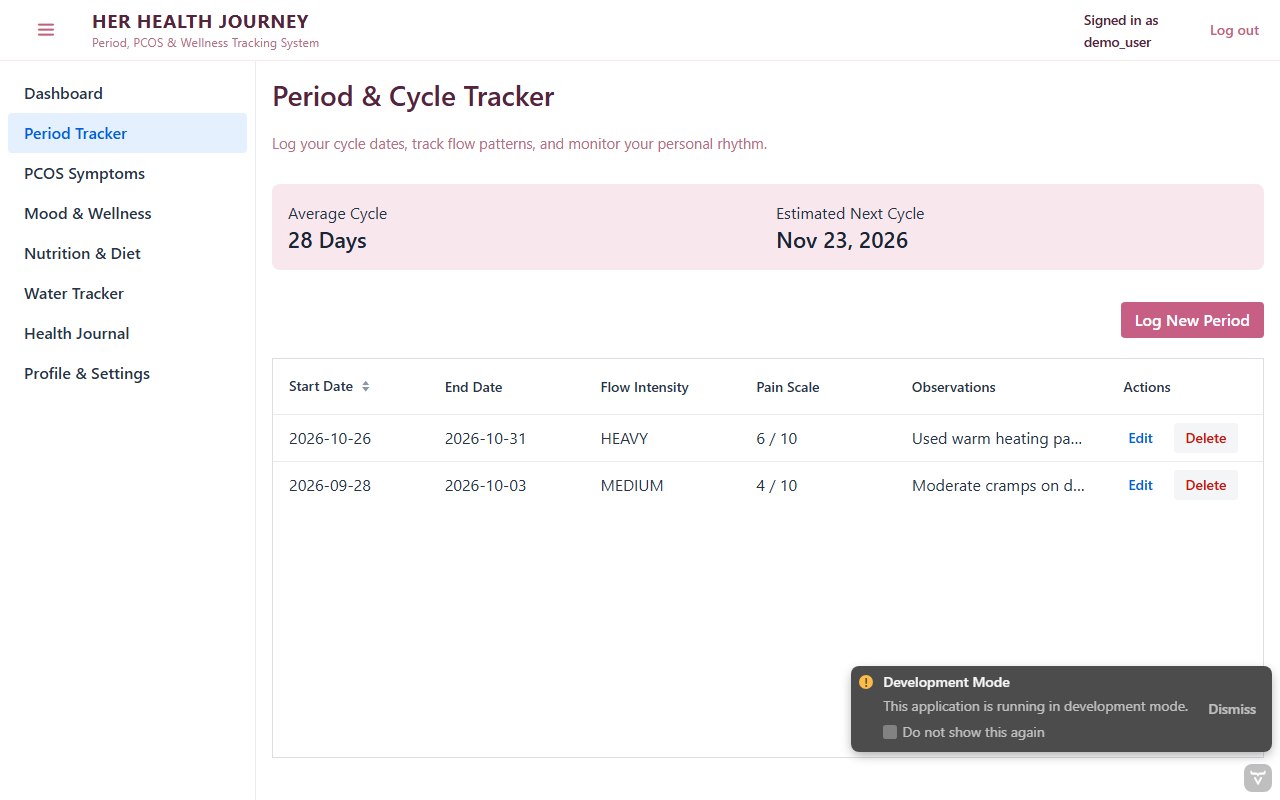 HER HEALTH JOURNEY
Period, PCOS & Wellness Tracking System
Signed in as
demo_user
Log out
Dashboard
Period Tracker
PCOS Symptoms
Mood & Wellness
Nutrition & Diet
Water Tracker
Health Journal
Profile & Settings
Period & Cycle Tracker
Log your cycle dates, track flow patterns, and monitor your personal rhythm.
Average Cycle
28 Days
Estimated Next Cycle
Nov 23, 2026
Log New Period
Start Date End Date Flow Intensity Pain Scale Observations Actions
2026-10-26 2026-10-31 HEAVY 6 / 10 Used warm heating pa... Edit Delete
2026-09-28 2026-10-03 MEDIUM 4 / 10 Moderate cramps on d... Edit Delete
Development Mode
This application is running in development mode.
Dismiss
Do not show this again